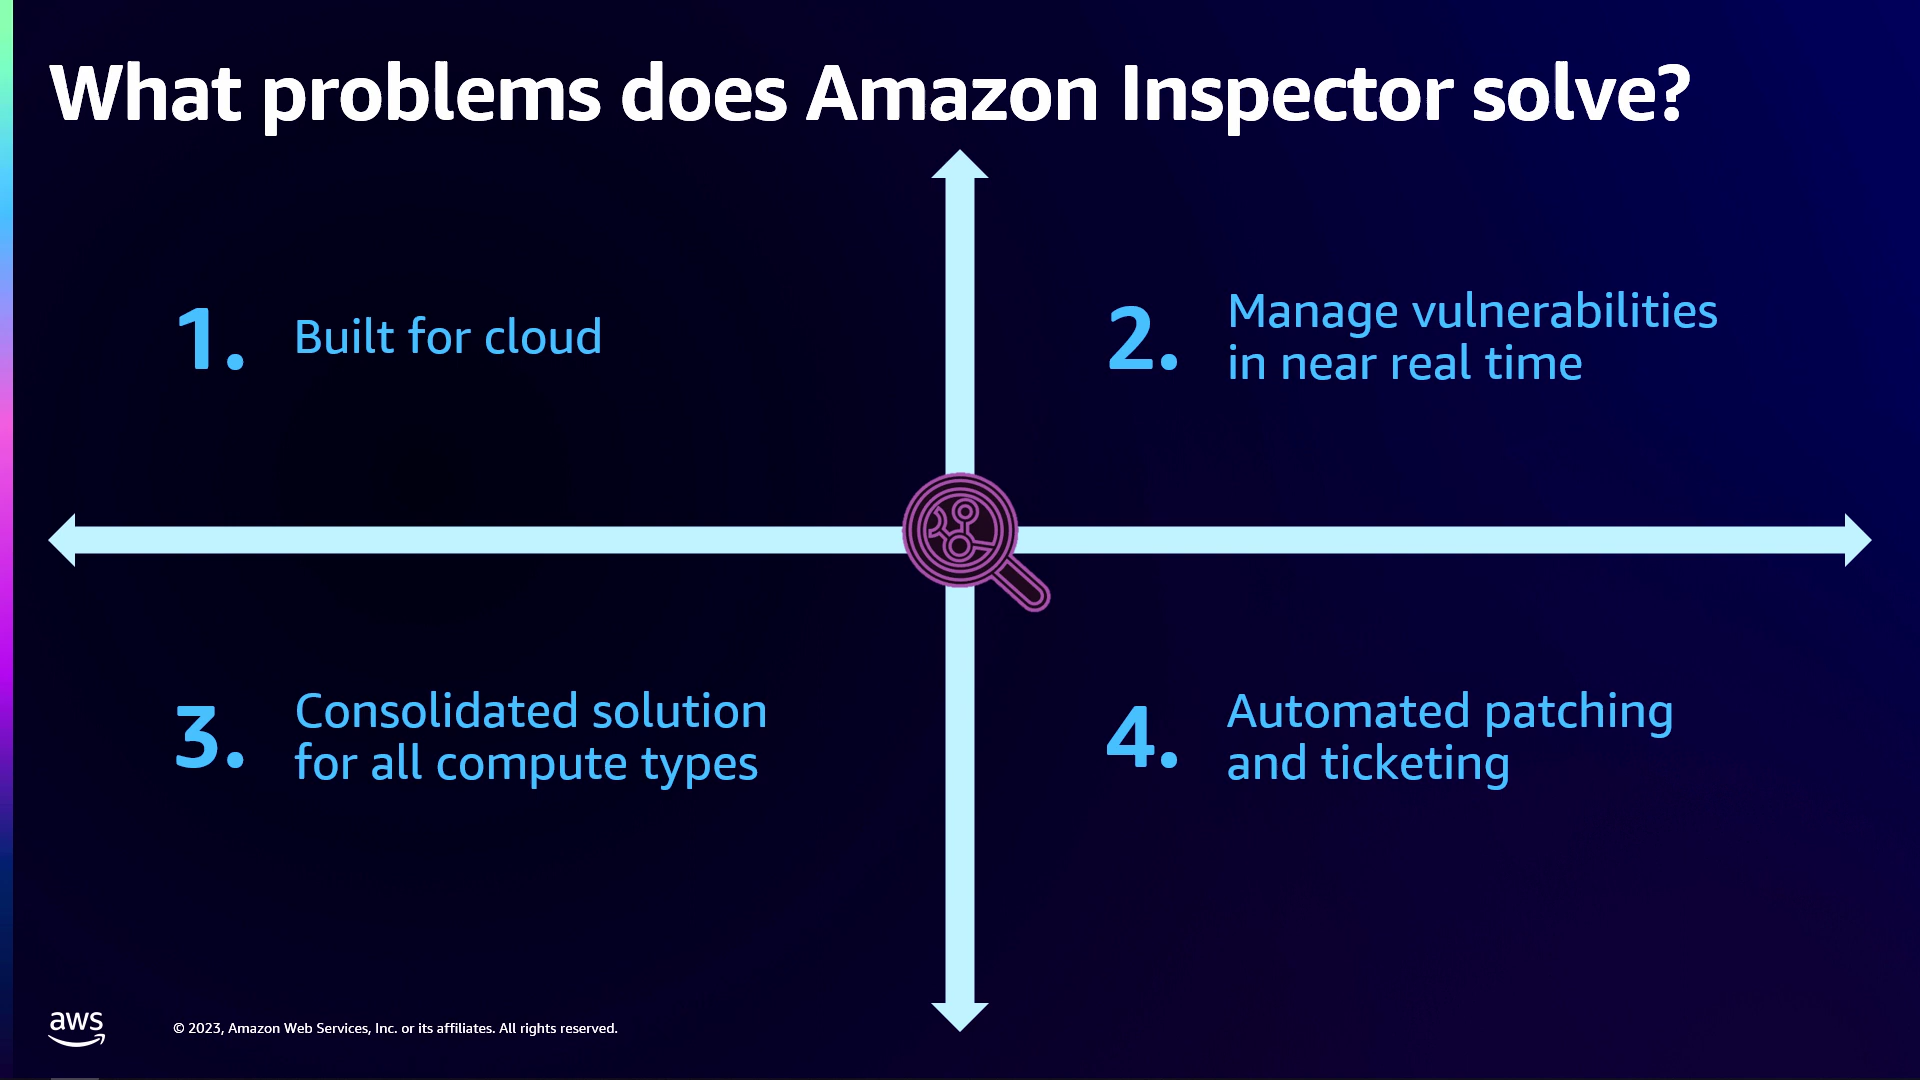 What problems does Amazon Inspector solve?
1. Built for cloud
2. Manage vulnerabilities
in near real time
3. Consolidated solution
for all compute types
4. Automated patching
and ticketing
aws
© 2023, Amazon Web Services, Inc. or its affiliates. All rights reserved.